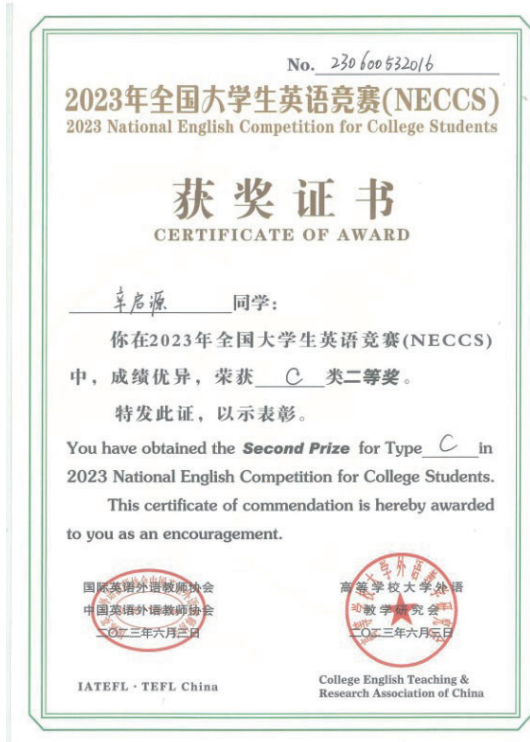 No. 230600532016
2023年全国大学生英语竞赛(NECCS)
2023 National English Competition for College Students
获奖证书
CERTIFICATE OF AWARD
辛启源 同学:
你在2023年全国大学生英语竞赛(NECCS)
中，成绩优异，荣获 C 类二等奖。
特发此证，以示表彰。
You have obtained the Second Prize for Type C in
2023 National English Competition for College Students.
This certificate of commendation is hereby awarded
to you as an encouragement.
国际英语外语教师协会
中国英语外语教师协会
二〇二三年六月三日
IATEFL · TEFL China
高等学校大学外语
教学研究会
二〇二三年六月三日
College English Teaching &
Research Association of China